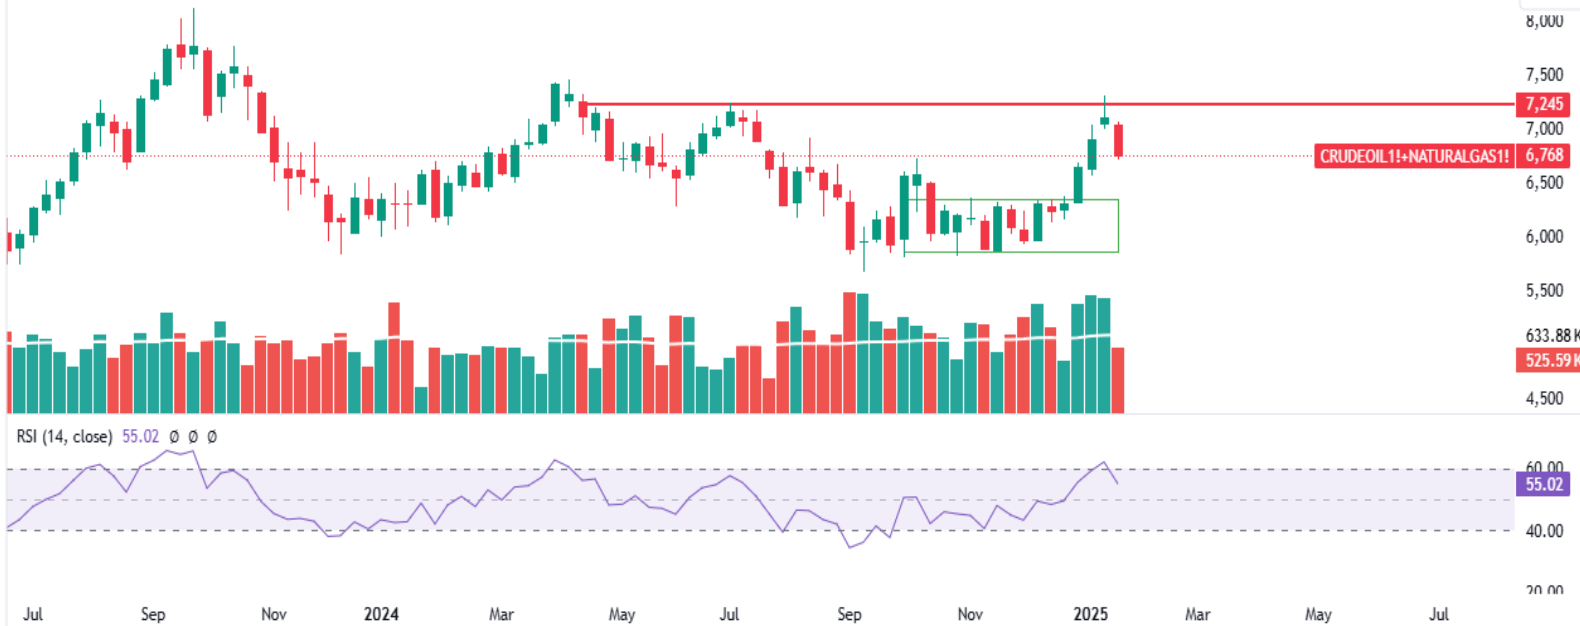 8,000
7,500
7,245
7,000
CRUDEOIL1!+NATURALGAS1! 6,768
6,500
6,000
5,500
633.88 K
525.59 K
4,500
RSI (14, close) 55.02 Ø Ø Ø
60.00
55.02
40.00
20.00
Jul Sep Nov 2024 Mar May Jul Sep Nov 2025 Mar May Jul